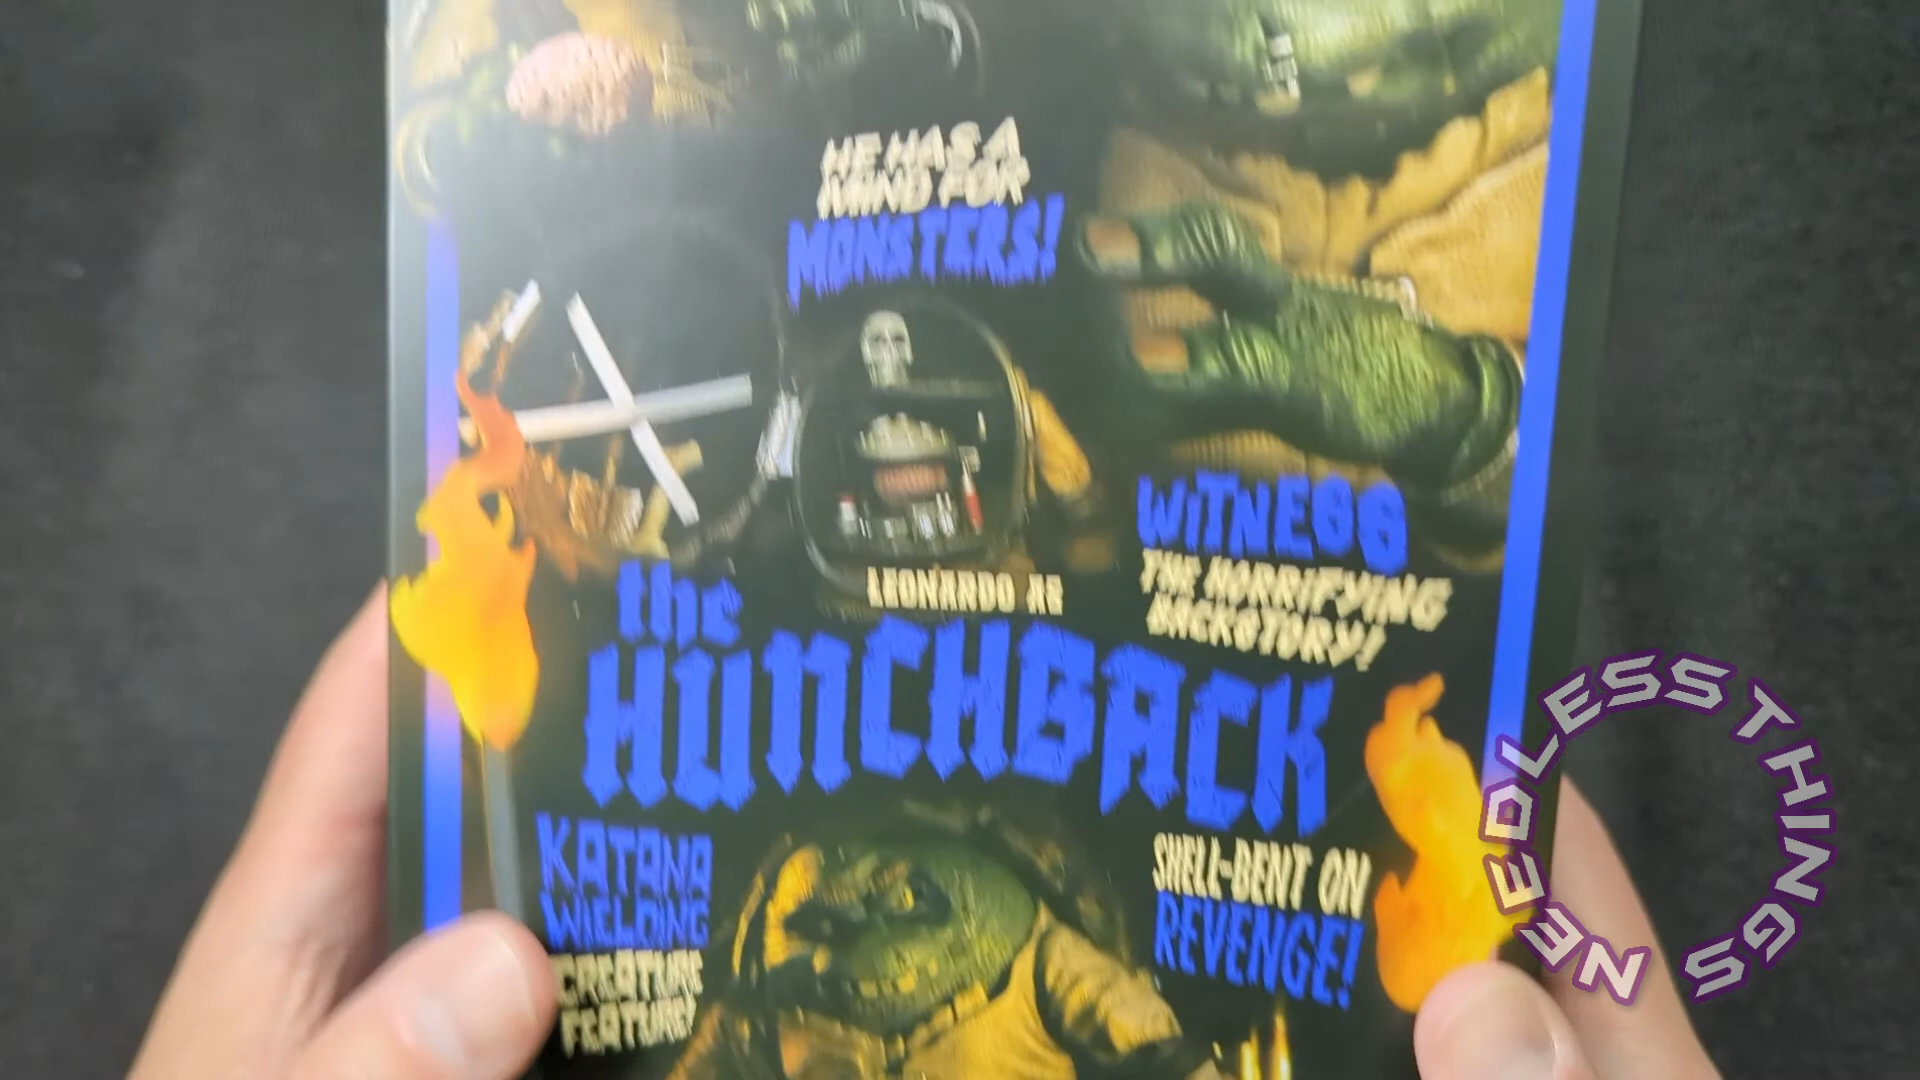 HE HAS A
MIND FOR
MONSTERS!
WITNESS
THE HORRIFYING
BACKSTORY!
LEONARDO AS
the
HUNCHBACK
KATANA
WIELDING
CREATURE
FEATURE!
SHELL-BENT ON
REVENGE!
NEEDLESS THINGS